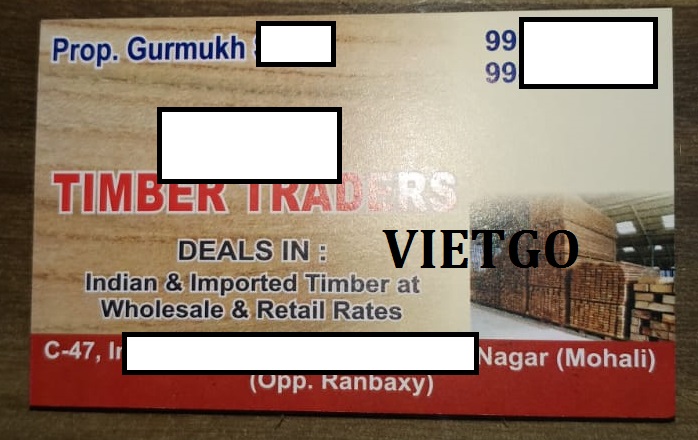 Prop. Gurmukh
99
99
TIMBER TRADERS
VIETGO
DEALS IN :
Indian & Imported Timber at
Wholesale & Retail Rates
C-47, Nagar (Mohali)
(Opp. Ranbaxy)